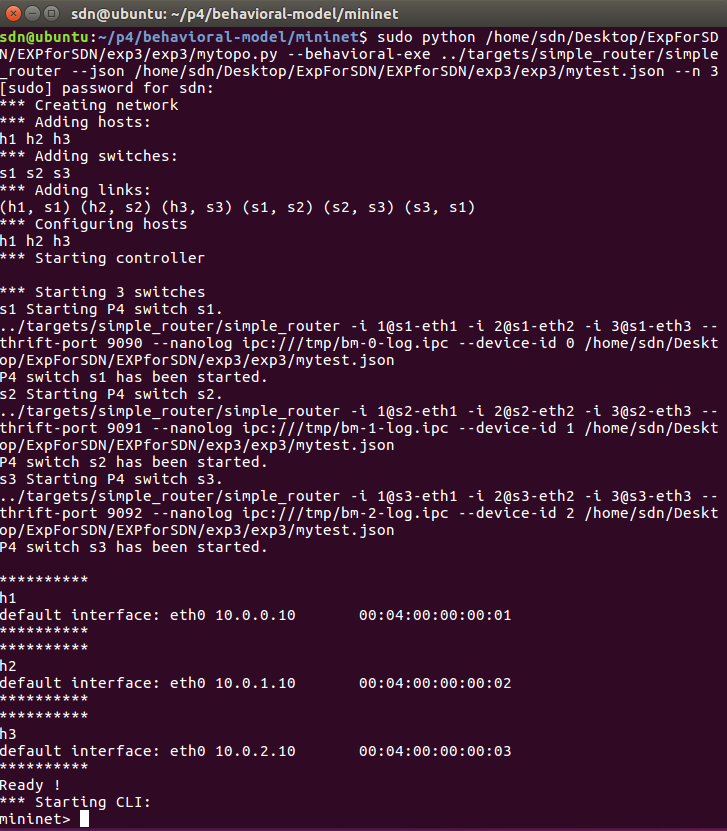 sdn@ubuntu: ~/p4/behavioral-model/mininet
sdn@ubuntu:~/p4/behavioral-model/mininet$ sudo python /home/sdn/Desktop/ExpForSD
N/EXPforSDN/exp3/exp3/mytopo.py --behavioral-exe ../targets/simple_router/simple
_router --json /home/sdn/Desktop/ExpForSDN/EXPforSDN/exp3/exp3/mytest.json --n 3
[sudo] password for sdn:
*** Creating network
*** Adding hosts:
h1 h2 h3
*** Adding switches:
s1 s2 s3
*** Adding links:
(h1, s1) (h2, s2) (h3, s3) (s1, s2) (s2, s3) (s3, s1)
*** Configuring hosts
h1 h2 h3
*** Starting controller

*** Starting 3 switches
s1 Starting P4 switch s1.
../targets/simple_router/simple_router -i 1@s1-eth1 -i 2@s1-eth2 -i 3@s1-eth3 --
thrift-port 9090 --nanolog ipc:///tmp/bm-0-log.ipc --device-id 0 /home/sdn/Deskt
op/ExpForSDN/EXPforSDN/exp3/exp3/mytest.json
P4 switch s1 has been started.
s2 Starting P4 switch s2.
../targets/simple_router/simple_router -i 1@s2-eth1 -i 2@s2-eth2 -i 3@s2-eth3 --
thrift-port 9091 --nanolog ipc:///tmp/bm-1-log.ipc --device-id 1 /home/sdn/Deskt
op/ExpForSDN/EXPforSDN/exp3/exp3/mytest.json
P4 switch s2 has been started.
s3 Starting P4 switch s3.
../targets/simple_router/simple_router -i 1@s3-eth1 -i 2@s3-eth2 -i 3@s3-eth3 --
thrift-port 9092 --nanolog ipc:///tmp/bm-2-log.ipc --device-id 2 /home/sdn/Deskt
op/ExpForSDN/EXPforSDN/exp3/exp3/mytest.json
P4 switch s3 has been started.

**********
h1
default interface: eth0 10.0.0.10       00:04:00:00:00:01
**********
**********
h2
default interface: eth0 10.0.1.10       00:04:00:00:00:02
**********
**********
h3
default interface: eth0 10.0.2.10       00:04:00:00:00:03
**********
Ready !
*** Starting CLI:
mininet>